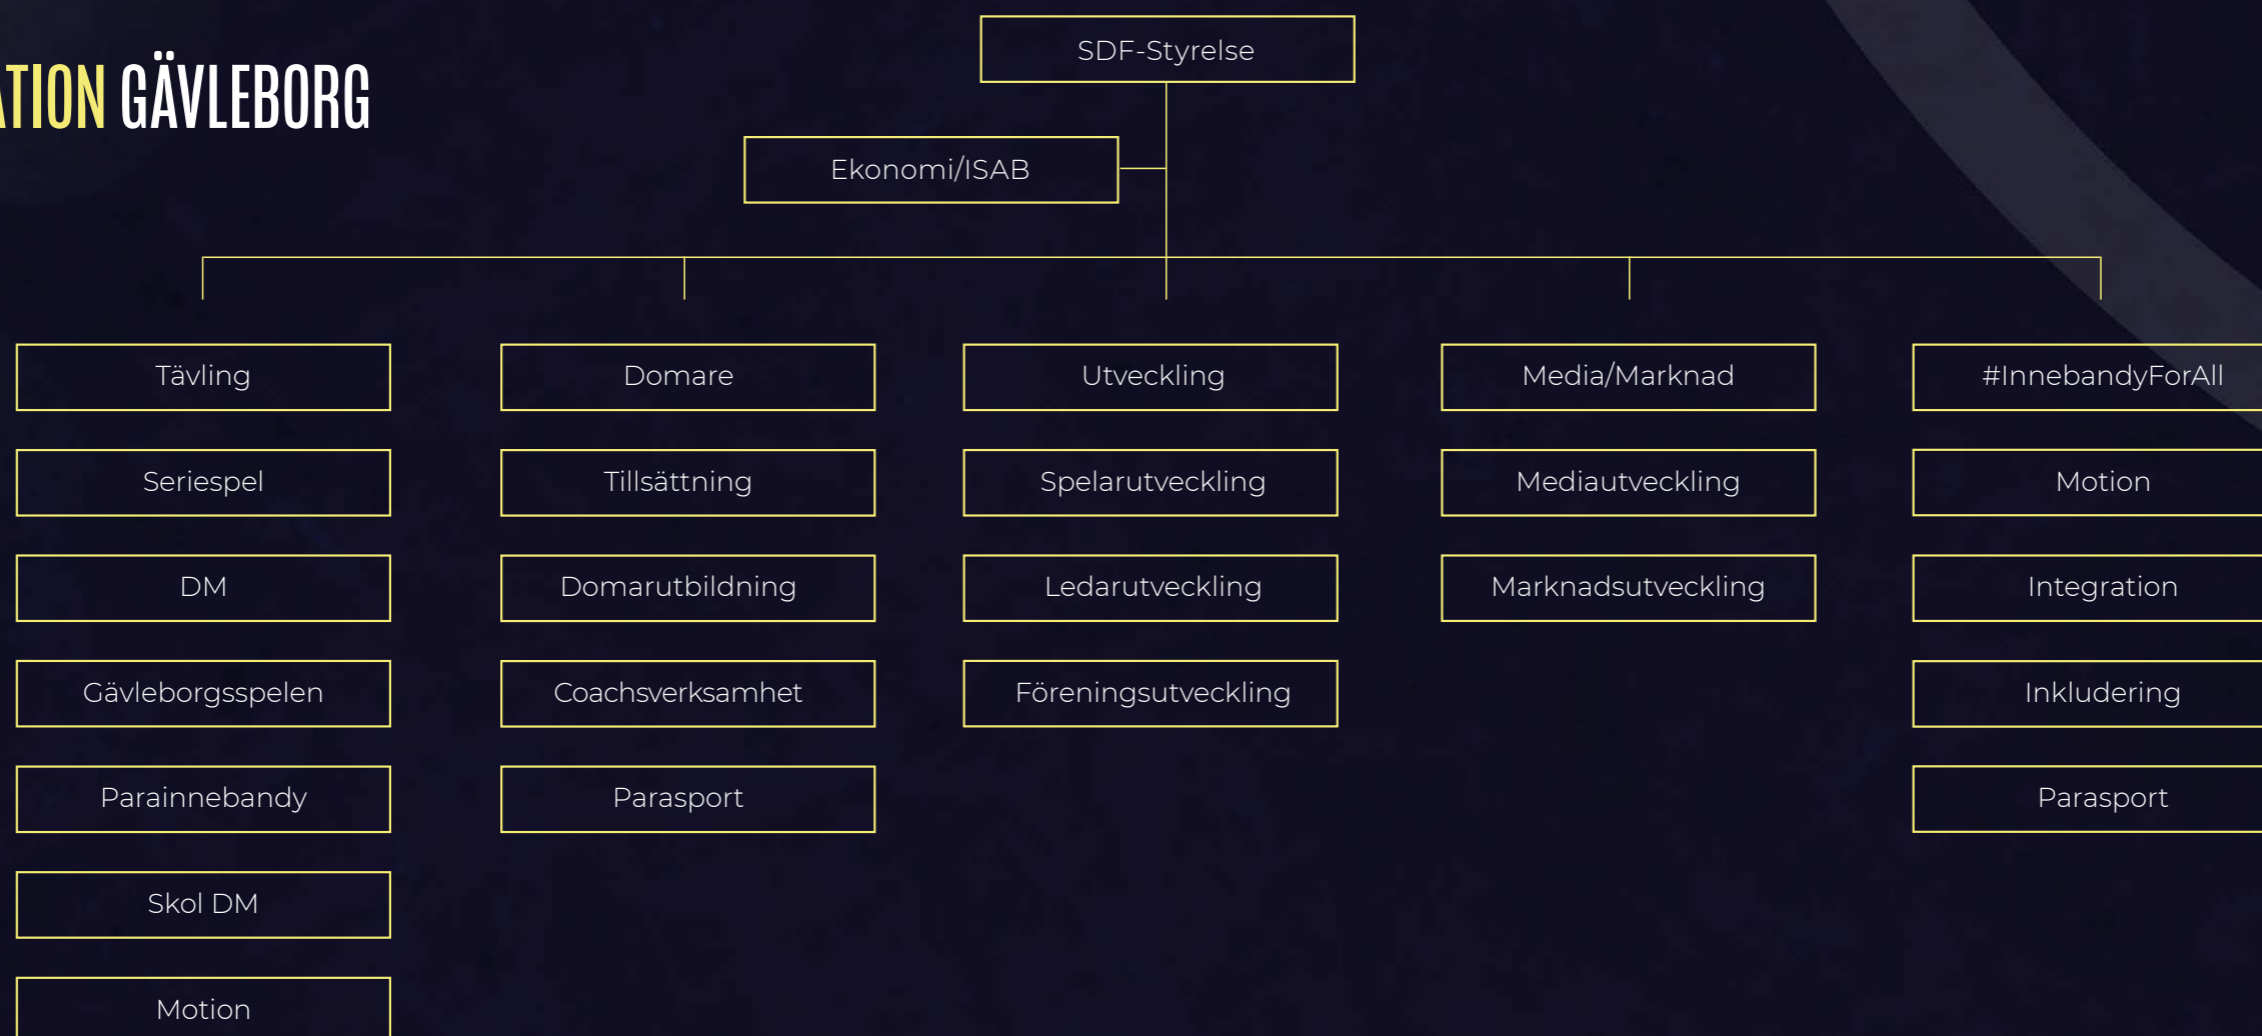 ATION GÄVLEBORG
SDF-Styrelse
Ekonomi/ISAB
Tävling
Seriespel
DM
Gävleborgsspelen
Parainnebandy
Skol DM
Motion
Domare
Tillsättning
Domarutbildning
Coachsverksamhet
Parasport
Utveckling
Spelarutveckling
Ledarutveckling
Föreningsutveckling
Media/Marknad
Mediautveckling
Marknadsutveckling
#InnebandyForAll
Motion
Integration
Inkludering
Parasport